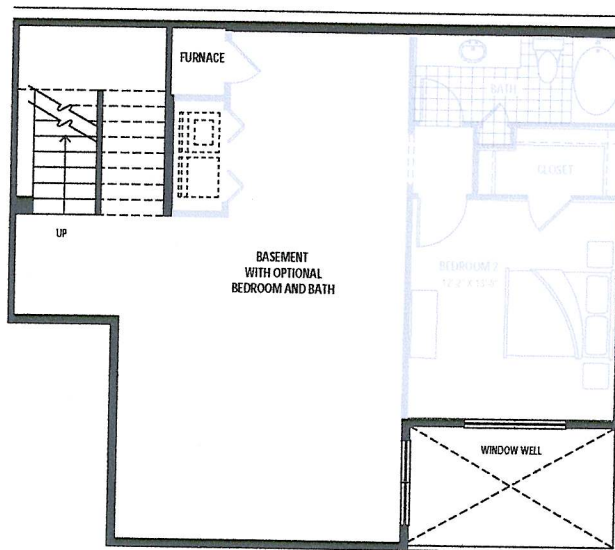 FURNACE
BATH
CLOSET
UP
BASEMENT
WITH OPTIONAL
BEDROOM AND BATH
BEDROOM 2
WINDOW WELL